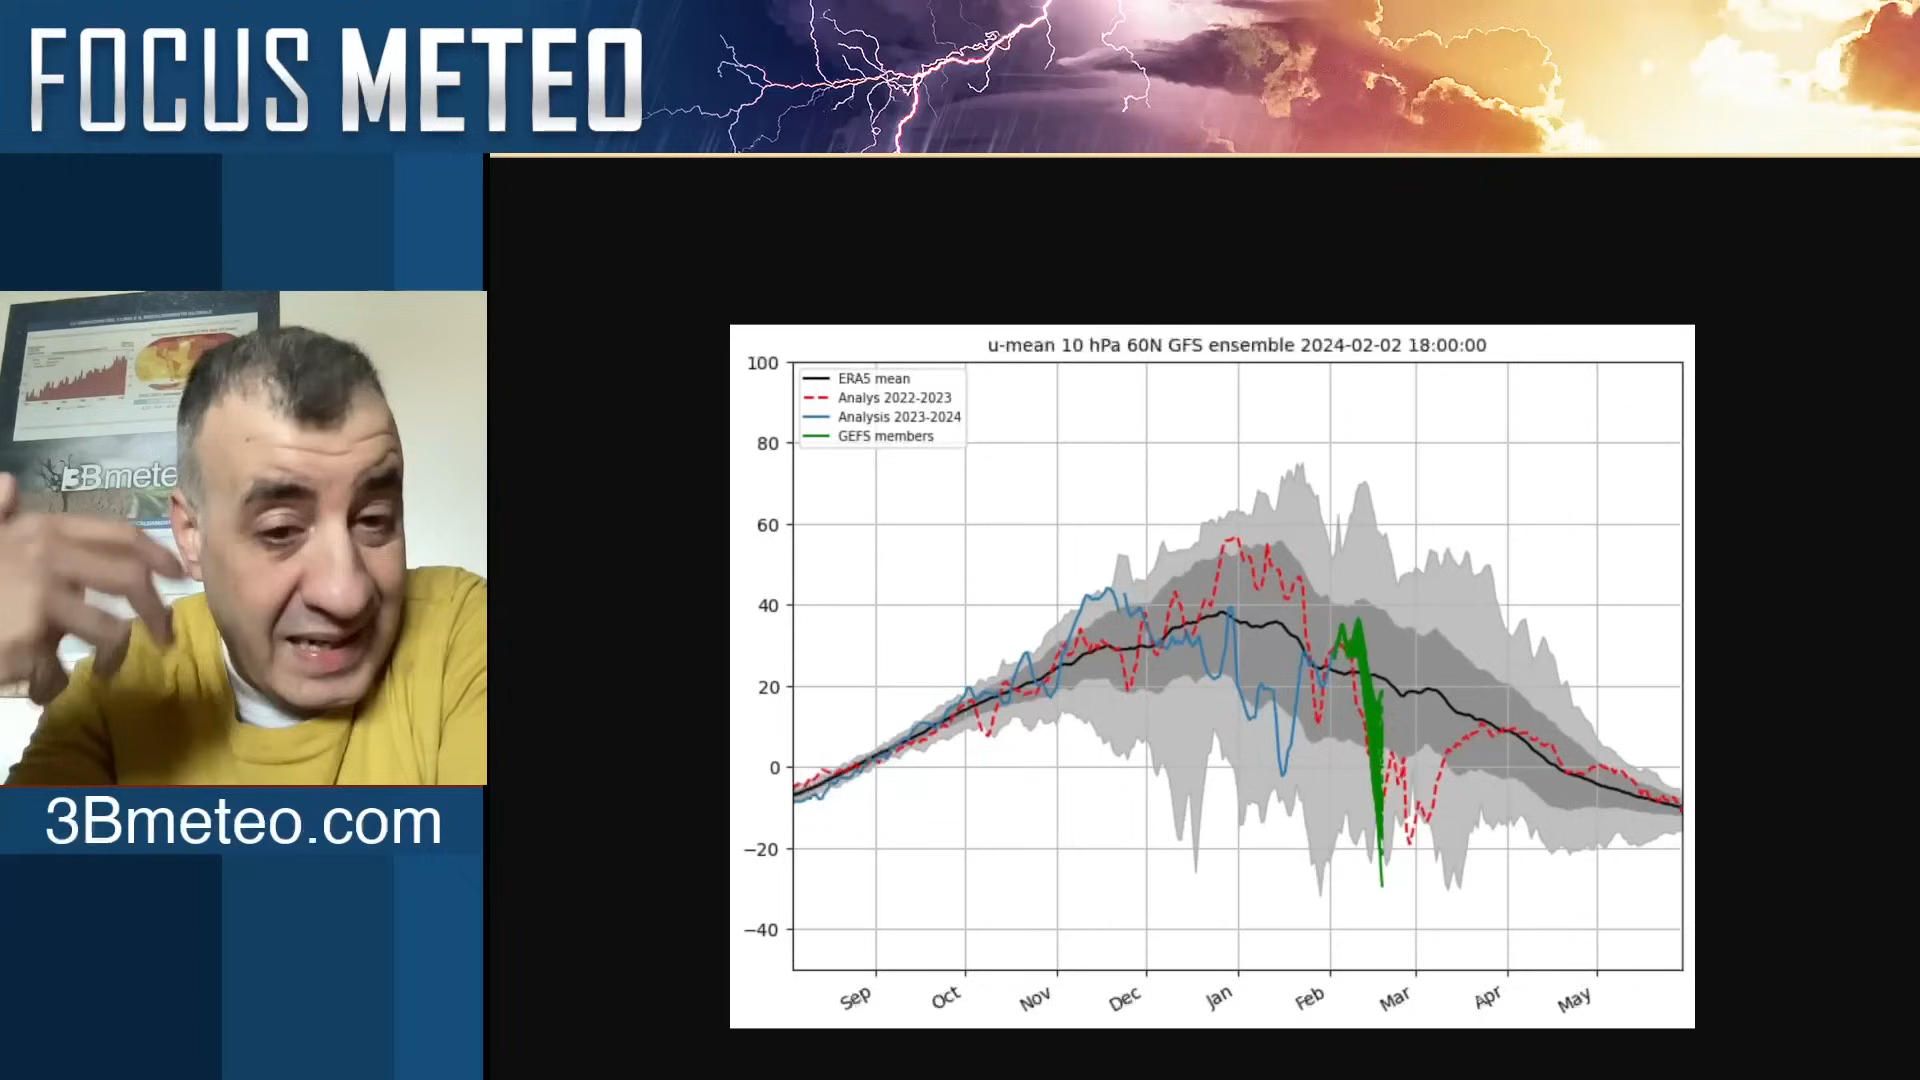 FOCUS METEO
3Bmete
3Bmeteo.com
u-mean 10 hPa 60N GFS ensemble 2024-02-02 18:00:00
ERA5 mean
Analys 2022-2023
Analysis 2023-2024
GEFS members
100
80
60
40
20
0
−20
−40
Sep Oct Nov Dec Jan Feb Mar Apr May